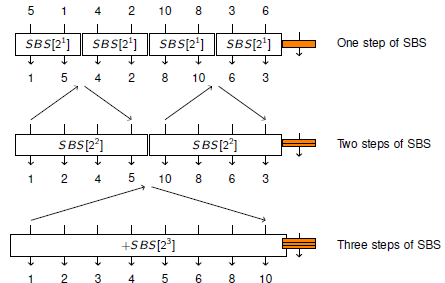 5 1 4 2 10 8 3 6
SBS[2¹] SBS[2¹] SBS[2¹] SBS[2¹] One step of SBS
1 5 4 2 8 10 6 3
SBS[2²] SBS[2²] Two steps of SBS
1 2 4 5 10 8 6 3
+SBS[2³] Three steps of SBS
1 2 3 4 5 6 8 10